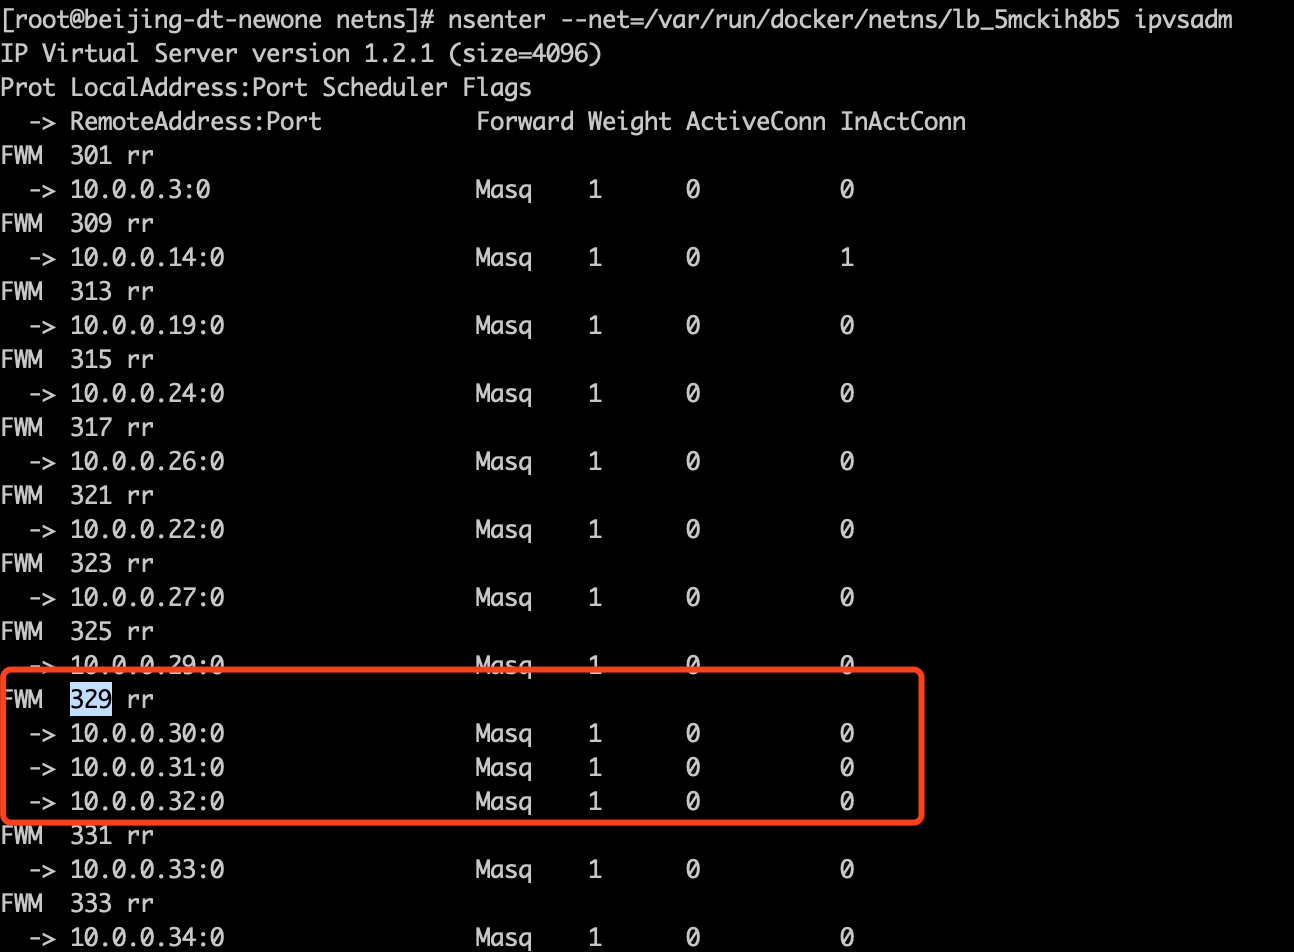 [root@beijing-dt-newone netns]# nsenter --net=/var/run/docker/netns/lb_5mckih8b5 ipvsadm
IP Virtual Server version 1.2.1 (size=4096)
Prot LocalAddress:Port Scheduler Flags
  -> RemoteAddress:Port           Forward Weight ActiveConn InActConn
FWM  301 rr
  -> 10.0.0.3:0                   Masq    1      0          0
FWM  309 rr
  -> 10.0.0.14:0                  Masq    1      0          1
FWM  313 rr
  -> 10.0.0.19:0                  Masq    1      0          0
FWM  315 rr
  -> 10.0.0.24:0                  Masq    1      0          0
FWM  317 rr
  -> 10.0.0.26:0                  Masq    1      0          0
FWM  321 rr
  -> 10.0.0.22:0                  Masq    1      0          0
FWM  323 rr
  -> 10.0.0.27:0                  Masq    1      0          0
FWM  325 rr
  -> 10.0.0.29:0                  Masq    1      0          0
FWM  329 rr
  -> 10.0.0.30:0                  Masq    1      0          0
  -> 10.0.0.31:0                  Masq    1      0          0
  -> 10.0.0.32:0                  Masq    1      0          0
FWM  331 rr
  -> 10.0.0.33:0                  Masq    1      0          0
FWM  333 rr
  -> 10.0.0.34:0                  Masq    1      0          0